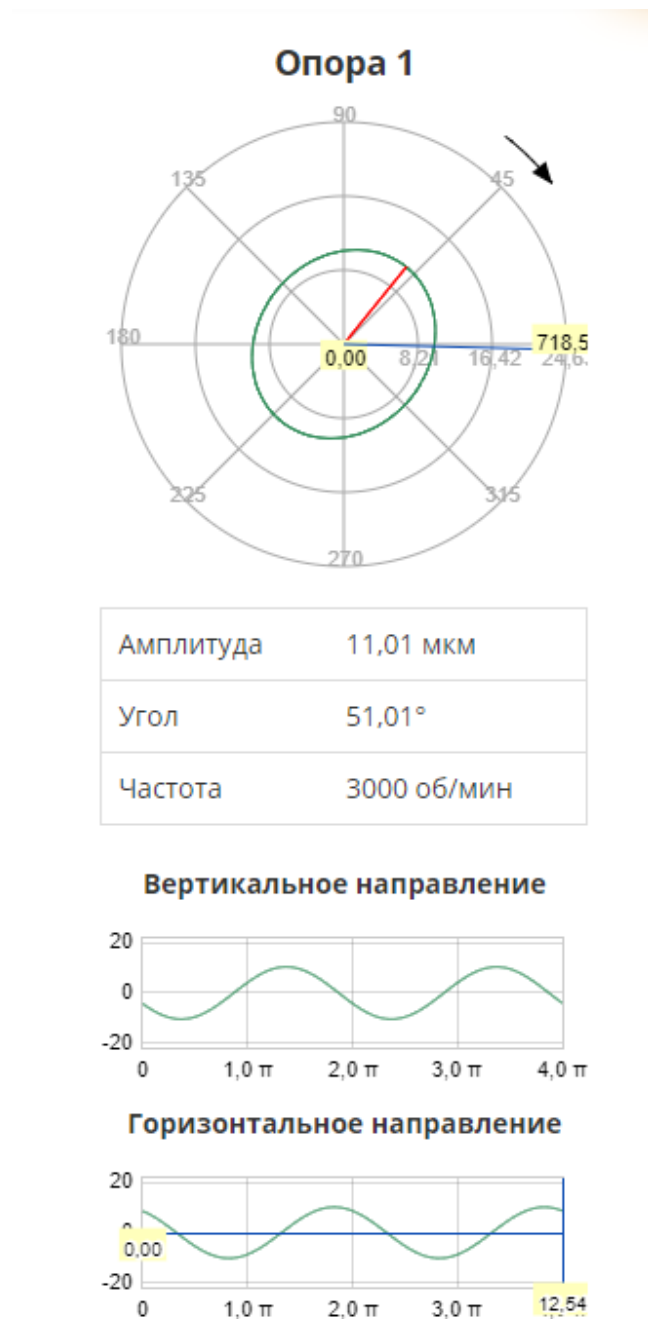 Опора 1
90
135 45
180 0,00 8,21 16,42 718,5
225 315
270
Амплитуда 11,01 мкм
Угол 51,01°
Частота 3000 об/мин
Вертикальное направление
20
0
-20
0 1,0 π 2,0 π 3,0 π 4,0 π
Горизонтальное направление
20
0,00
-20
0 1,0 π 2,0 π 3,0 π 12,54